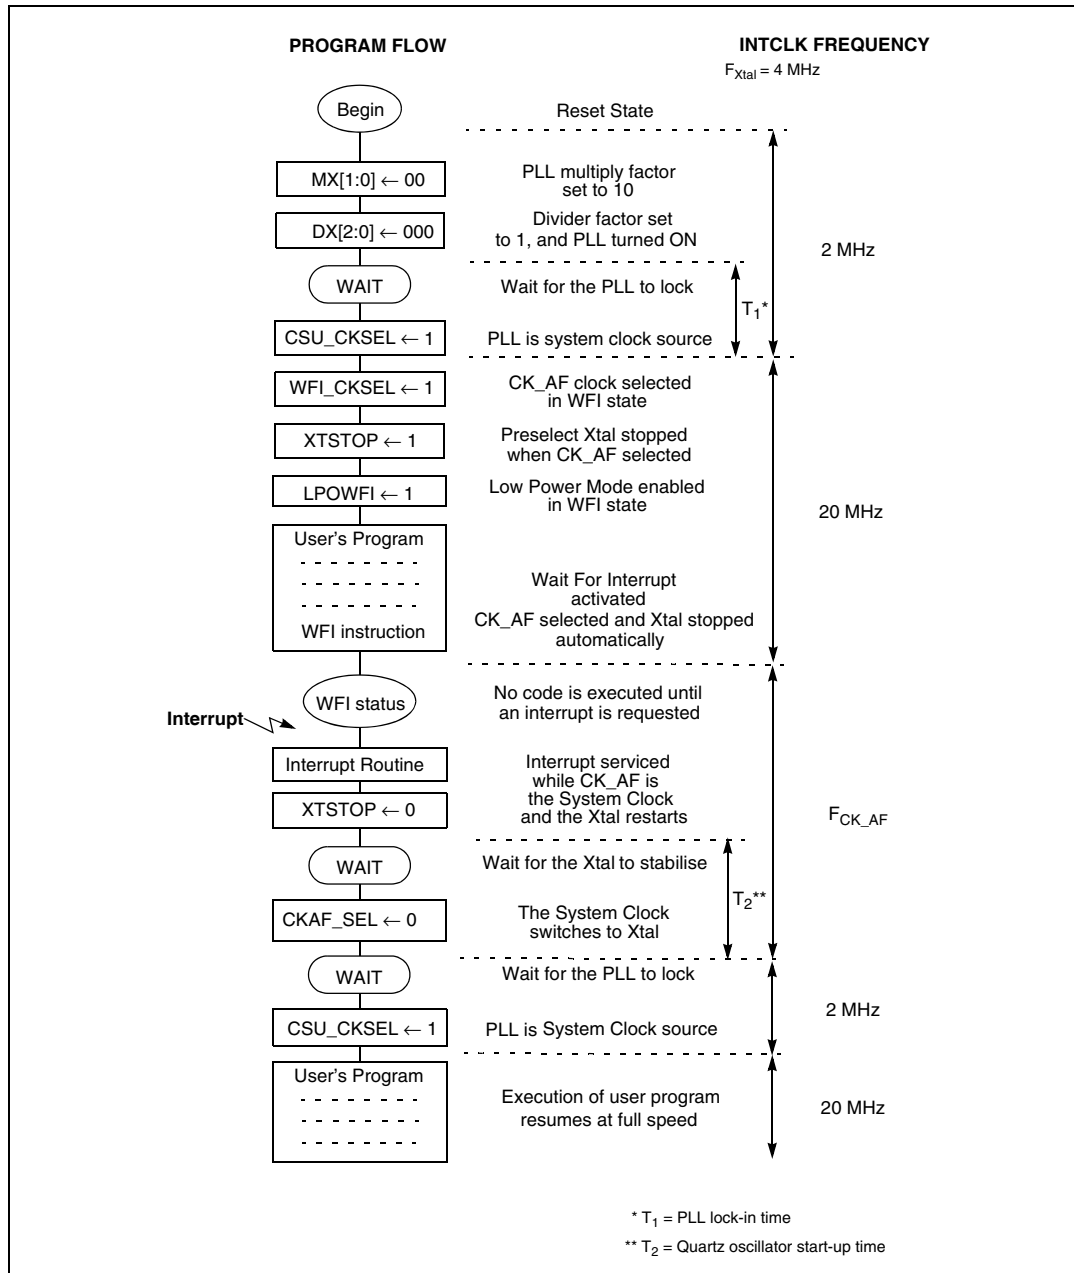 PROGRAM FLOW
INTCLK FREQUENCY
FXtal = 4 MHz
Begin
Reset State
MX[1:0] ← 00
PLL multiply factor
set to 10
DX[2:0] ← 000
Divider factor set
to 1, and PLL turned ON
2 MHz
WAIT
Wait for the PLL to lock
T1*
CSU_CKSEL ← 1
PLL is system clock source
WFI_CKSEL ← 1
CK_AF clock selected
in WFI state
XTSTOP ← 1
Preselect Xtal stopped
when CK_AF selected
LPOWFI ← 1
Low Power Mode enabled
in WFI state
20 MHz
User's Program
Wait For Interrupt
activated
CK_AF selected and Xtal stopped
automatically
WFI instruction
WFI status
No code is executed until
an interrupt is requested
Interrupt
Interrupt Routine
Interrupt serviced
while CK_AF is
the System Clock
and the Xtal restarts
XTSTOP ← 0
FCK_AF
WAIT
Wait for the Xtal to stabilise
T2**
CKAF_SEL ← 0
The System Clock
switches to Xtal
WAIT
Wait for the PLL to lock
2 MHz
CSU_CKSEL ← 1
PLL is System Clock source
User's Program
Execution of user program
resumes at full speed
20 MHz
* T1 = PLL lock-in time
** T2 = Quartz oscillator start-up time